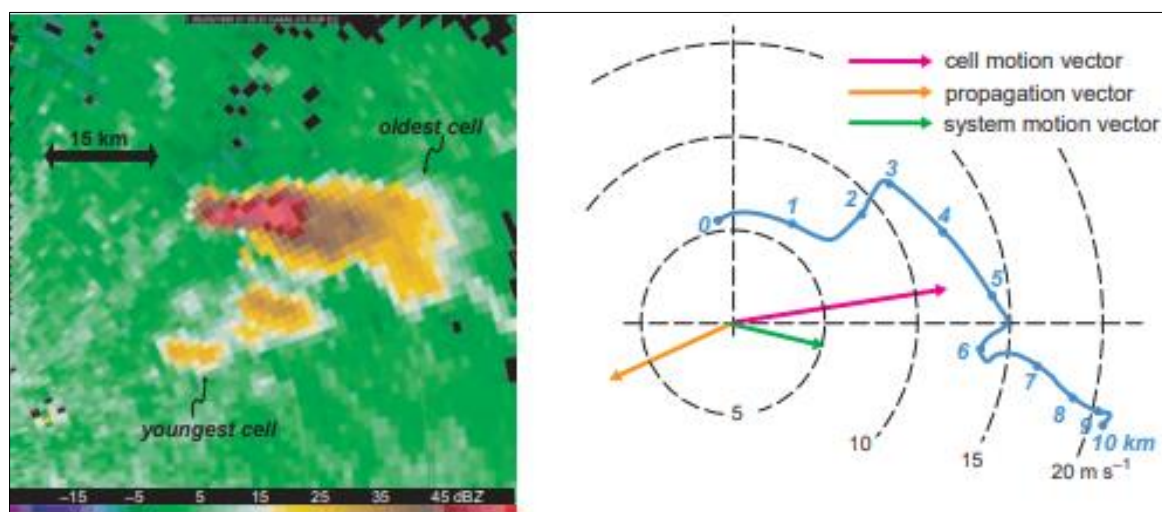 15 km
oldest cell
youngest cell
−15 −5 5 15 25 35 45 dBZ
cell motion vector
propagation vector
system motion vector
0
1
2
3
4
5
6
7
8
9
10 km
5
10
15
20 m s⁻¹